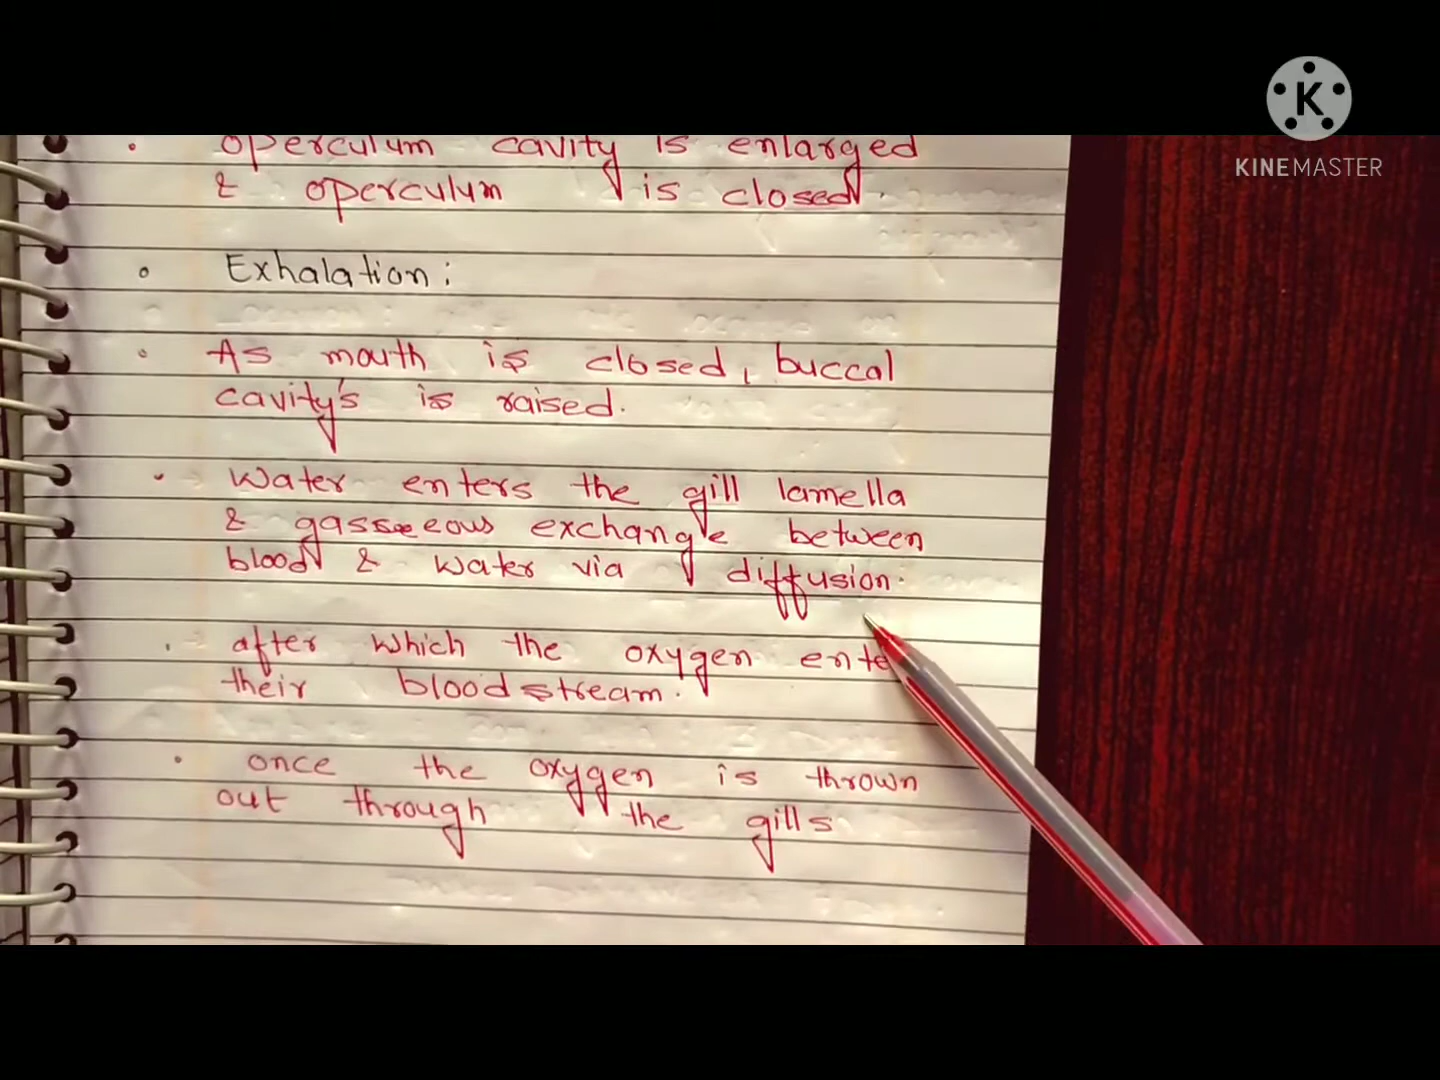 K
KINEMASTER
• operculum cavity is enlarged
& operculum is closed.
• Exhalation:
• As mouth is closed, buccal
cavity's is raised.
• Water enters the gill lamella
& gasseous exchange between
blood & water via diffusion.
• after which the oxygen ente
their bloodstream.
• once the oxygen is thrown
out through the gills